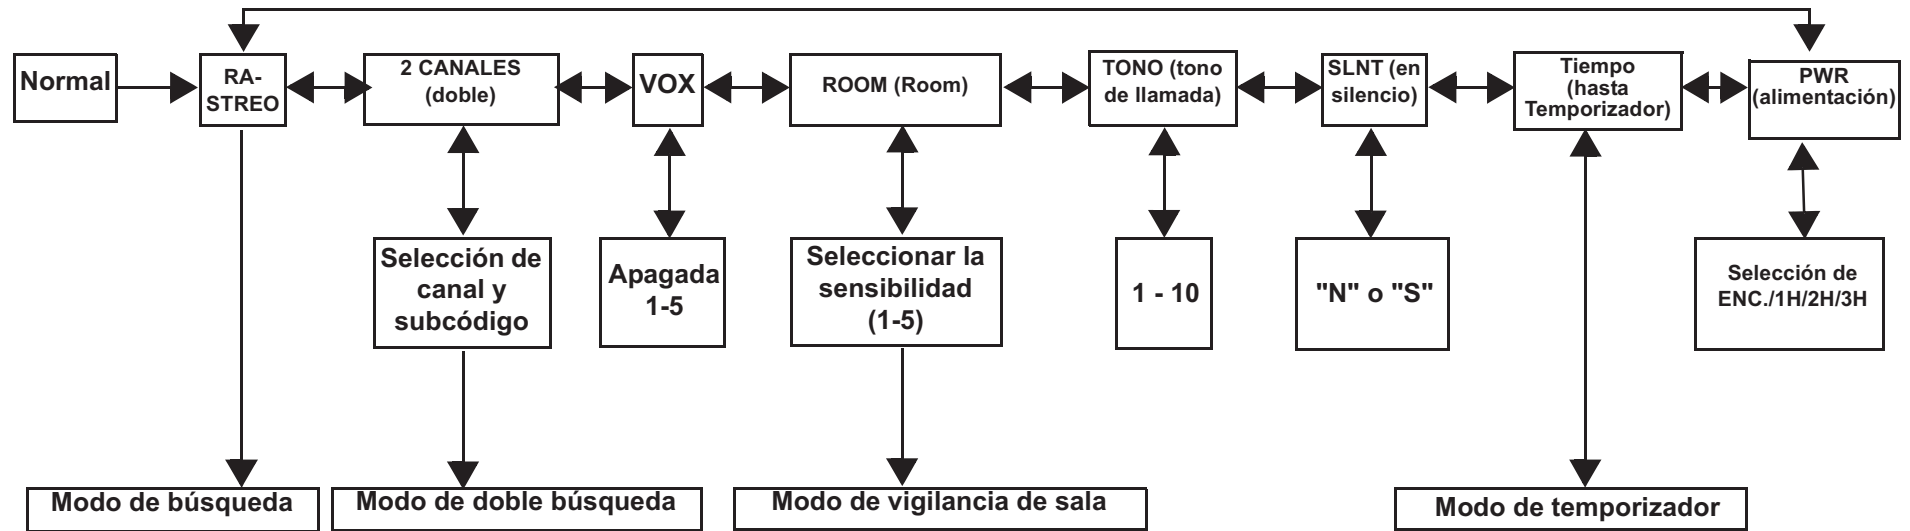 Normal
RA-
STREO
2 CANALES
(doble)
VOX
ROOM (Room)
TONO (tono
de llamada)
SLNT (en
silencio)
Tiempo
(hasta
Temporizador)
PWR
(alimentación)
Selección de
canal y
subcódigo
Apagada
1-5
Seleccionar la
sensibilidad
(1-5)
1 - 10
"N" o "S"
Selección de
ENC./1H/2H/3H
Modo de búsqueda
Modo de doble búsqueda
Modo de vigilancia de sala
Modo de temporizador